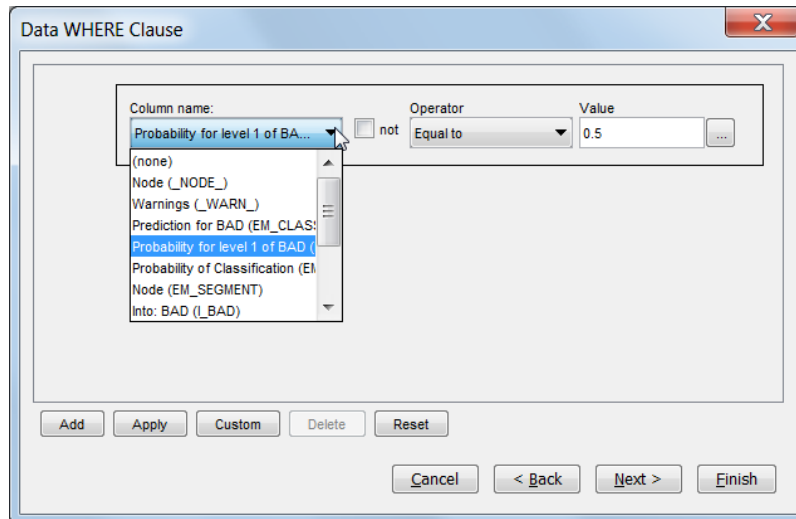 Data WHERE Clause
Column name: Operator Value
Probability for level 1 of BA... not Equal to 0.5 ...
(none)
Node (_NODE_)
Warnings (_WARN_)
Prediction for BAD (EM_CLAS
Probability for level 1 of BAD (
Probability of Classification (EM
Node (EM_SEGMENT)
Into: BAD (I_BAD)
Add Apply Custom Delete Reset
Cancel < Back Next > Finish